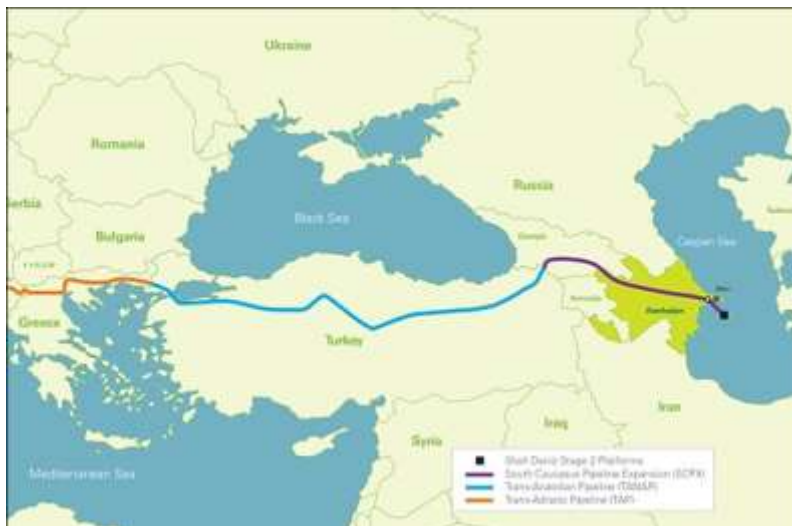 Ukraine
Romania
Russia
Serbia
Black Sea
Caspian Sea
Bulgaria
Georgia
F.Y.R.O.M
Azerbaijan
Greece
Turkey
Iran
Syria
Iraq
Mediterranean Sea
Shah Deniz Stage 2 Platforms
South Caucasus Pipeline Expansion (SCPX)
Trans-Anatolian Pipeline (TANAP)
Trans-Adriatic Pipeline (TAP)